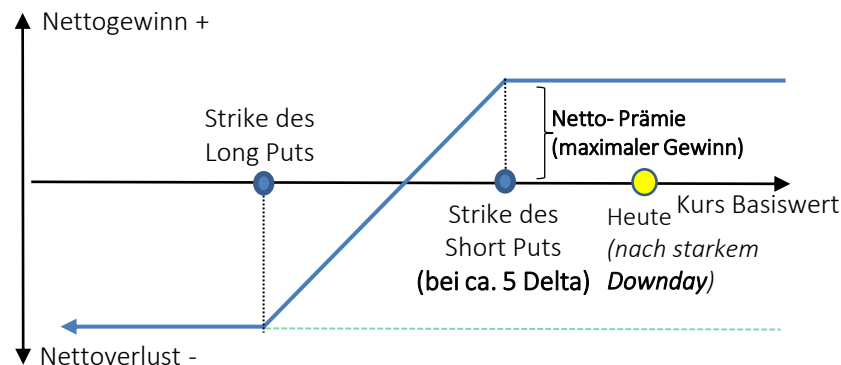 Nettogewinn +
Strike des
Long Puts
Netto- Prämie
(maximaler Gewinn)
Kurs Basiswert
Strike des
Short Puts
(bei ca. 5 Delta)
Heute
(nach starkem
Downday)
Nettoverlust -